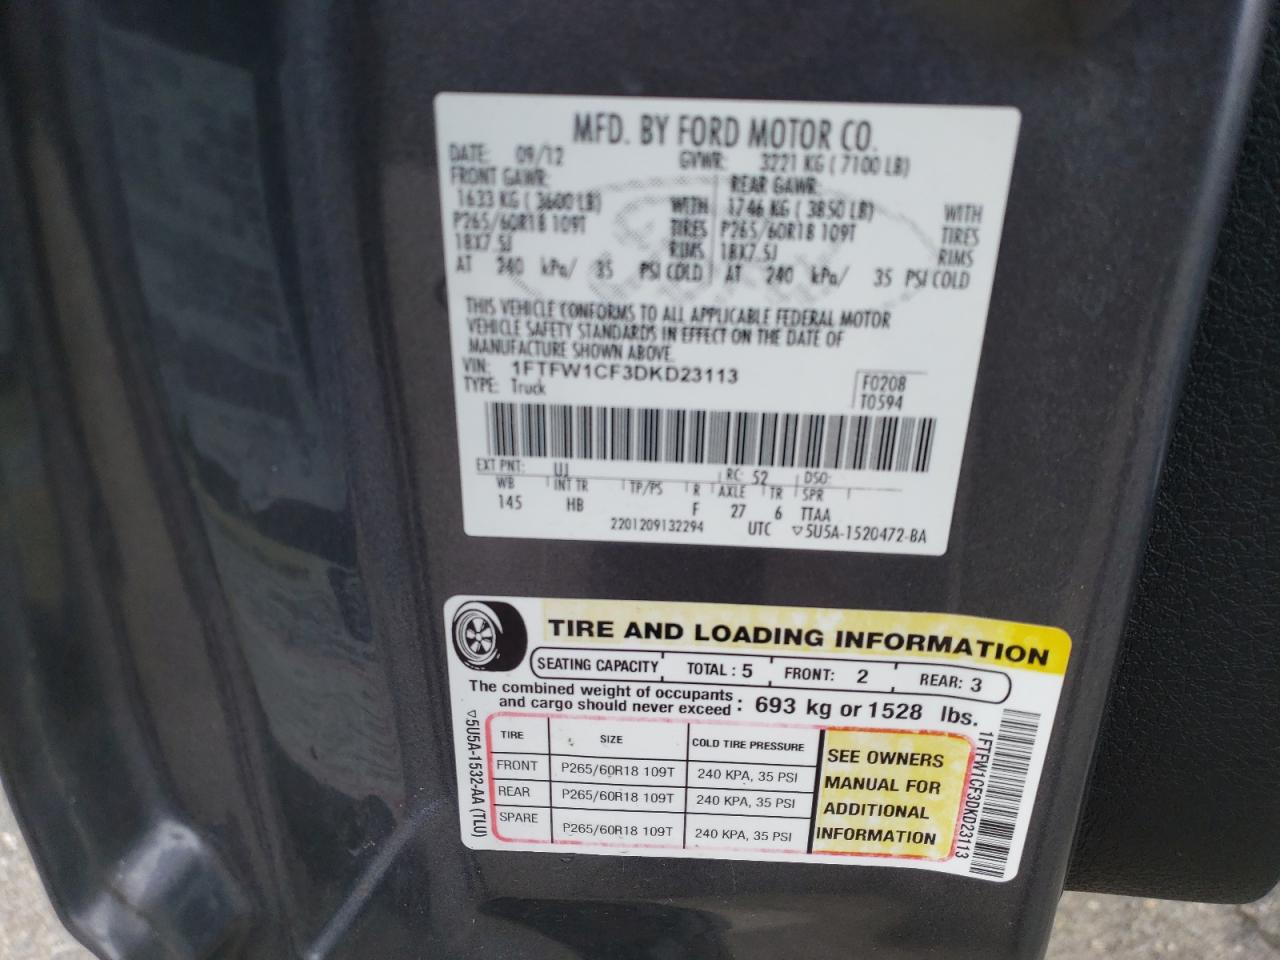 MFD. BY FORD MOTOR CO.
DATE: 09/12 GVWR: 3221 KG ( 7100 LB)
FRONT GAWR: REAR GAWR:
1633 KG ( 3600 LB) WITH 1746 KG ( 3850 LB) WITH
P265/60R18 109T TIRES P265/60R18 109T TIRES
18X7.5J RIMS 18X7.5J RIMS
AT 240 kPa/ 35 PSI COLD AT 240 kPa/ 35 PSI COLD
THIS VEHICLE CONFORMS TO ALL APPLICABLE FEDERAL MOTOR
VEHICLE SAFETY STANDARDS IN EFFECT ON THE DATE OF
MANUFACTURE SHOWN ABOVE.
VIN: 1FTFW1CF3DKD23113 F0208
TYPE: Truck T0594
EXT PNT: UJ RC: 52 DSO:
WB INT TR TP/PS R AXLE TR SPR
145 HB F 27 6 TTAA
2201209132294 UTC ▽5U5A-1520472-BA
TIRE AND LOADING INFORMATION
SEATING CAPACITY TOTAL : 5 FRONT: 2 REAR: 3
The combined weight of occupants
and cargo should never exceed : 693 kg or 1528 lbs.
TIRE SIZE COLD TIRE PRESSURE
FRONT P265/60R18 109T 240 KPA, 35 PSI
REAR P265/60R18 109T 240 KPA, 35 PSI
SPARE P265/60R18 109T 240 KPA, 35 PSI
SEE OWNERS
MANUAL FOR
ADDITIONAL
INFORMATION
▽5U5A-1532-AA (TLU)
1FTFW1CF3DKD23113